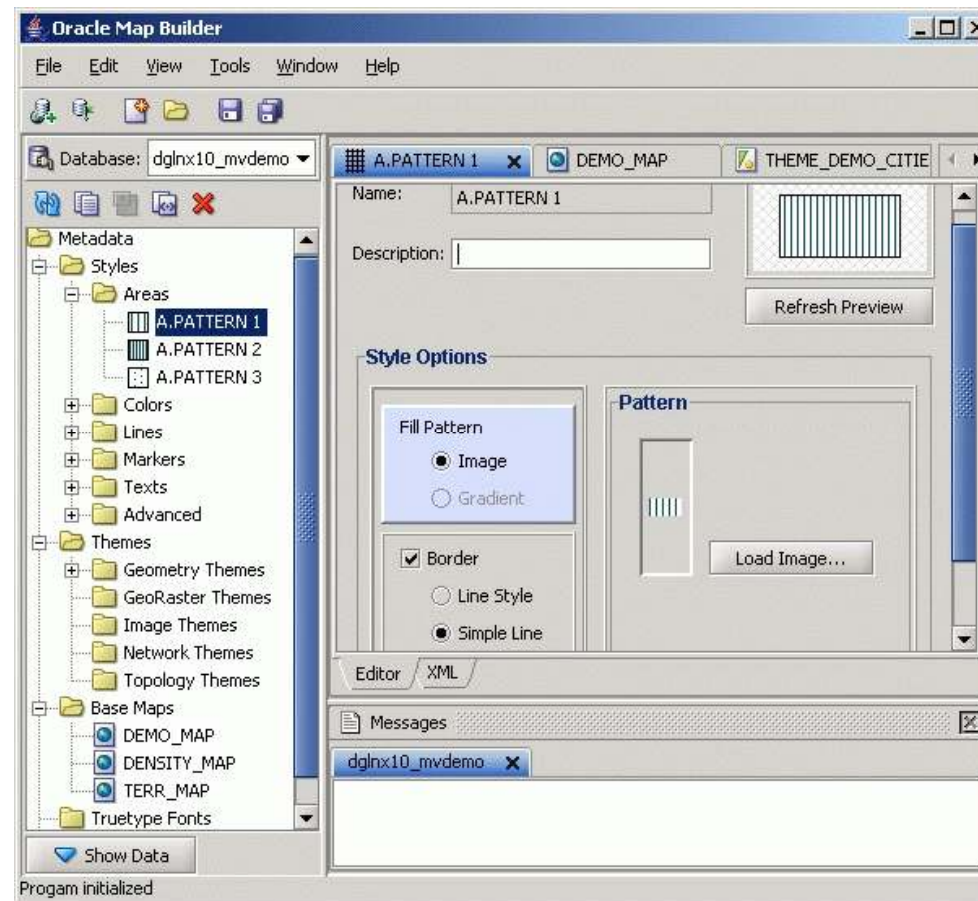 Oracle Map Builder
File Edit View Tools Window Help
Database: dglnx10_mvdemo
Metadata
Styles
Areas
A.PATTERN 1
A.PATTERN 2
A.PATTERN 3
Colors
Lines
Markers
Texts
Advanced
Themes
Geometry Themes
GeoRaster Themes
Image Themes
Network Themes
Topology Themes
Base Maps
DEMO_MAP
DENSITY_MAP
TERR_MAP
Truetype Fonts
Show Data
A.PATTERN 1 DEMO_MAP THEME_DEMO_CITIE
Name: A.PATTERN 1
Description:
Refresh Preview
Style Options
Fill Pattern
Image
Gradient
Border
Line Style
Simple Line
Pattern
Load Image...
Editor XML
Messages
dglnx10_mvdemo
Progam initialized